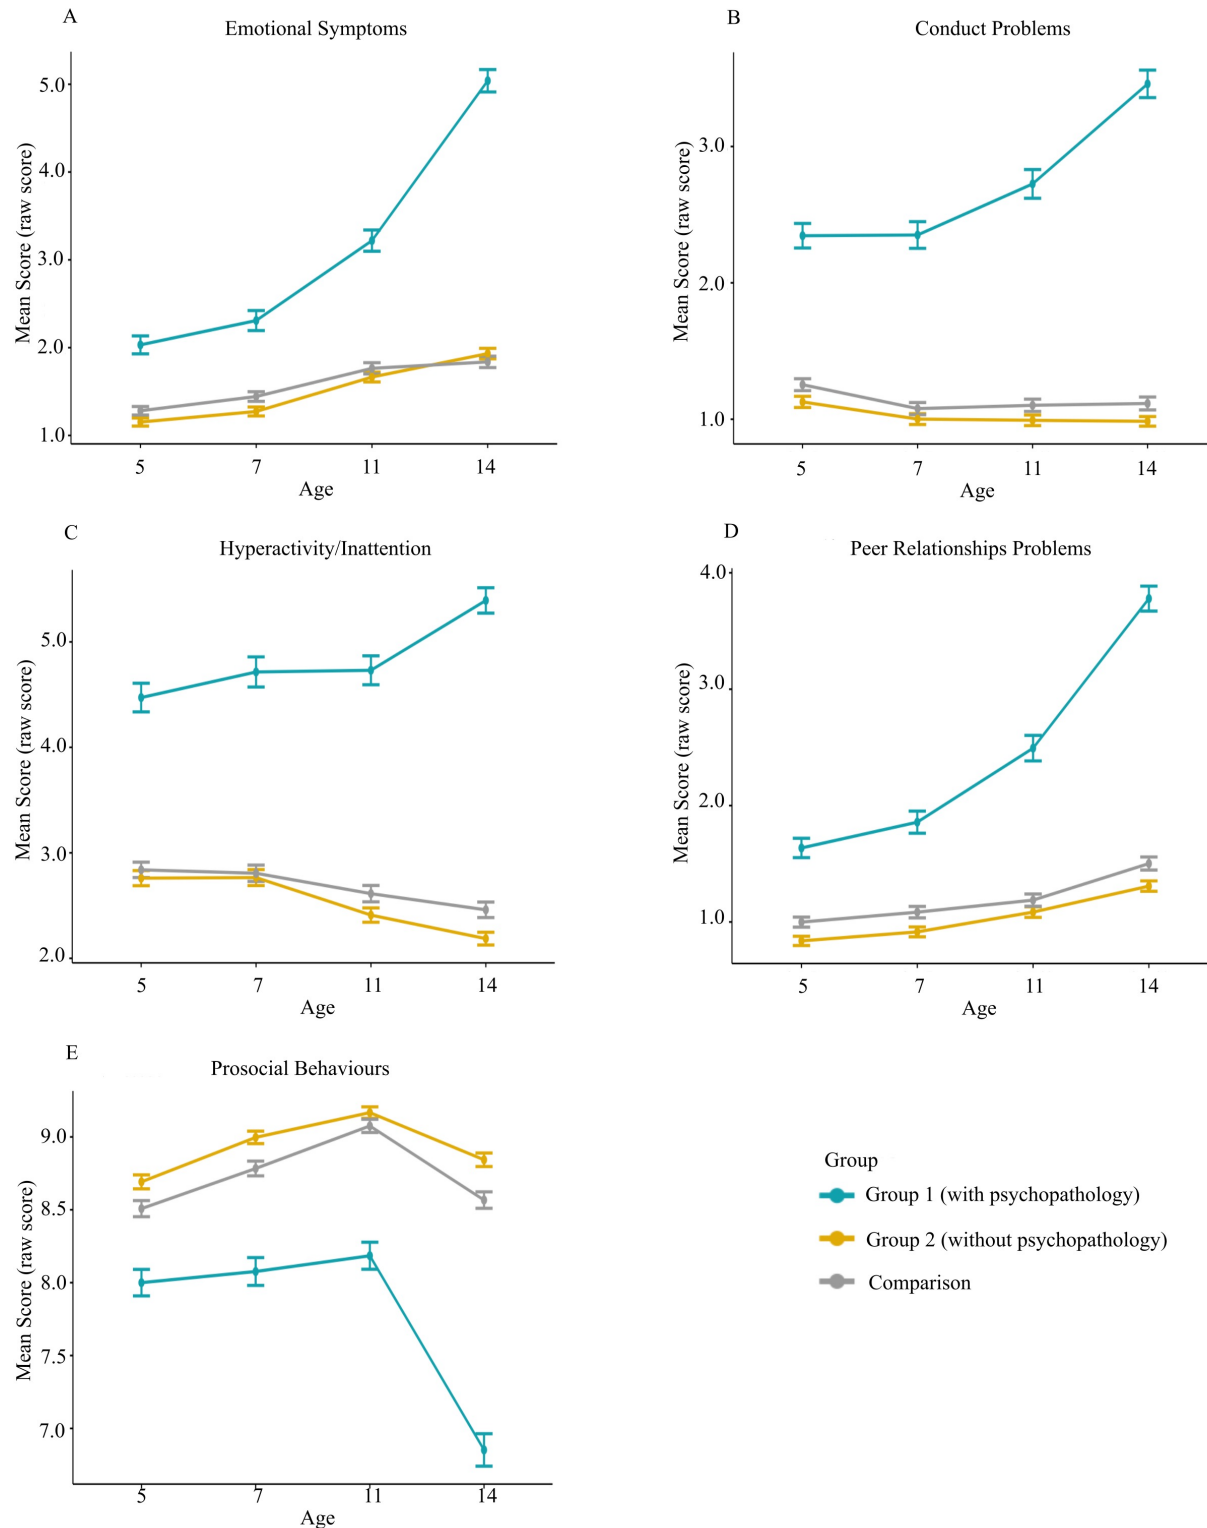 A
Emotional Symptoms
Mean Score (raw score)
5.0
4.0
3.0
2.0
1.0
5 7 11 14
Age
B
Conduct Problems
Mean Score (raw score)
3.0
2.0
1.0
5 7 11 14
Age
C
Hyperactivity/Inattention
Mean Score (raw score)
5.0
4.0
3.0
2.0
5 7 11 14
Age
D
Peer Relationships Problems
Mean Score (raw score)
4.0
3.0
2.0
1.0
5 7 11 14
Age
E
Prosocial Behaviours
Mean Score (raw score)
9.0
8.5
8.0
7.5
7.0
5 7 11 14
Age
Group
Group 1 (with psychopathology)
Group 2 (without psychopathology)
Comparison